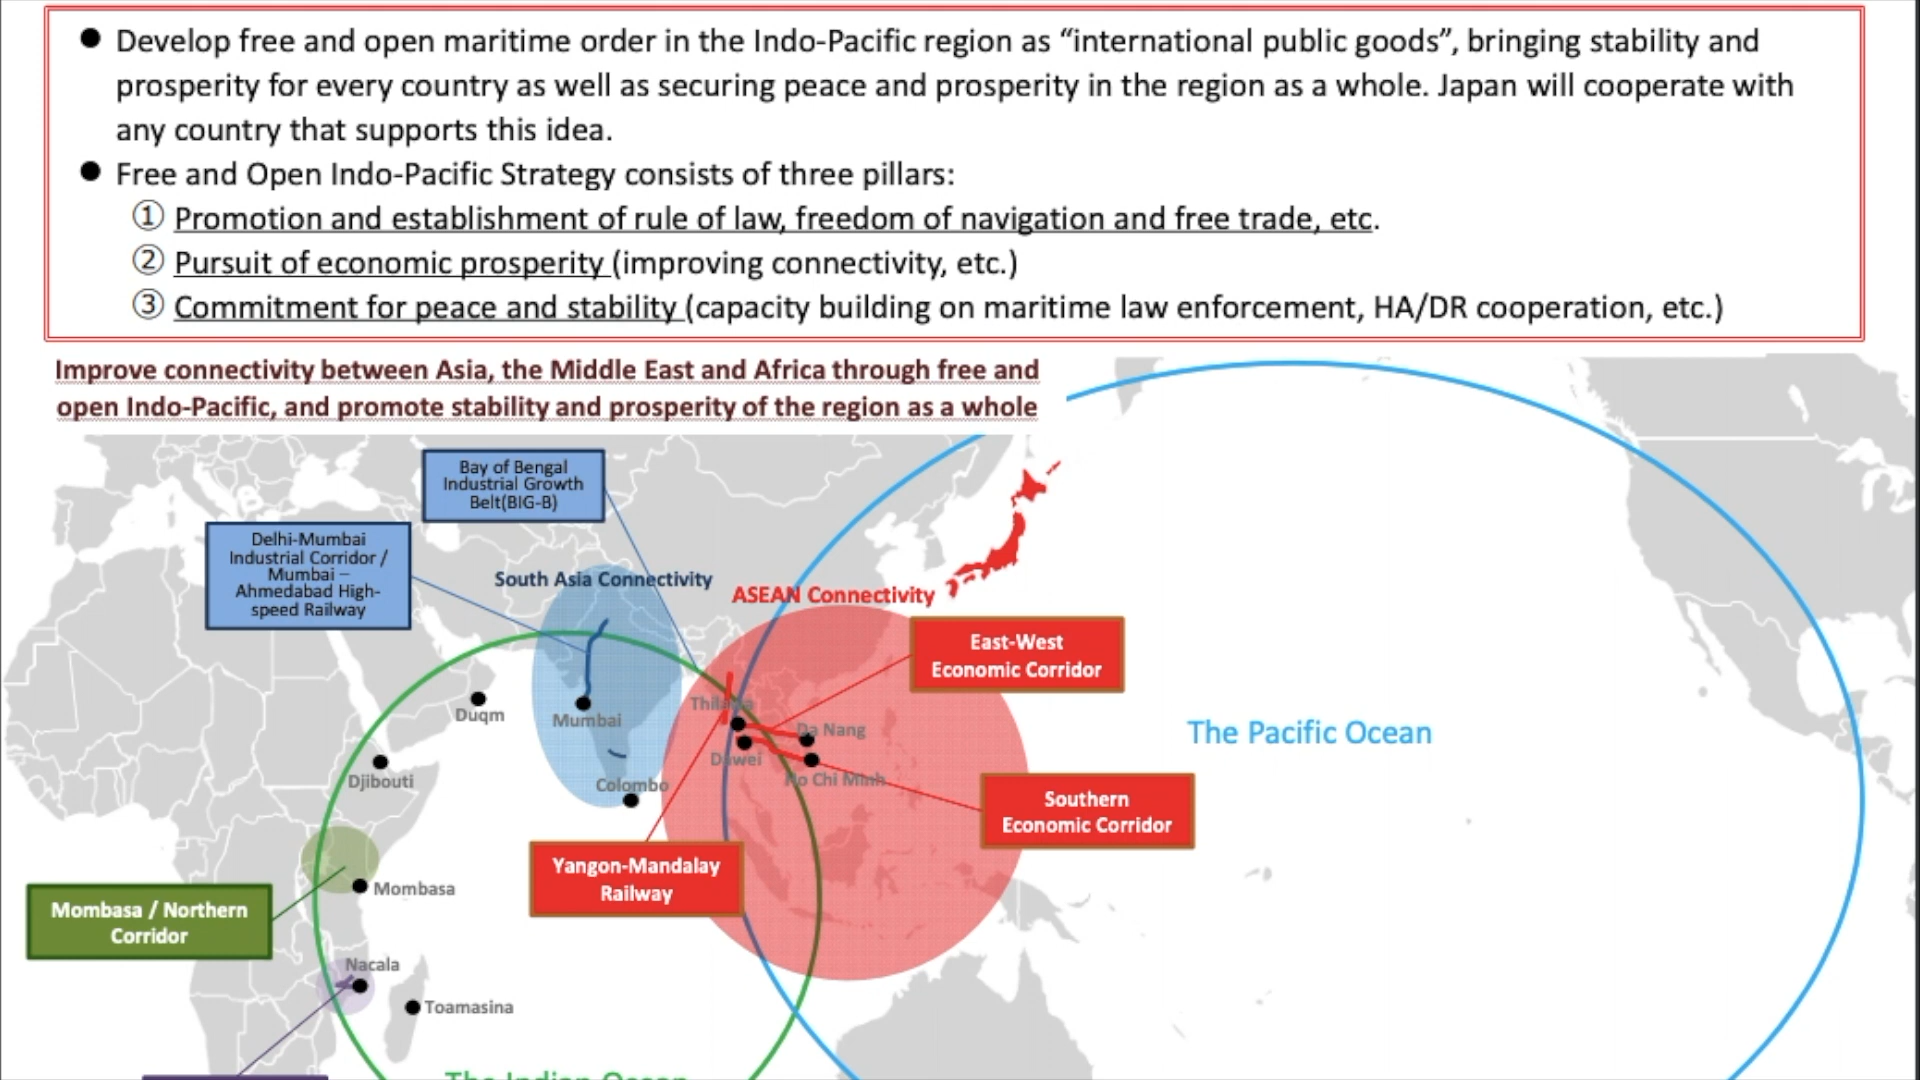 ● Develop free and open maritime order in the Indo-Pacific region as “international public goods”, bringing stability and
prosperity for every country as well as securing peace and prosperity in the region as a whole. Japan will cooperate with
any country that supports this idea.
● Free and Open Indo-Pacific Strategy consists of three pillars:
① Promotion and establishment of rule of law, freedom of navigation and free trade, etc.
② Pursuit of economic prosperity (improving connectivity, etc.)
③ Commitment for peace and stability (capacity building on maritime law enforcement, HA/DR cooperation, etc.)
Improve connectivity between Asia, the Middle East and Africa through free and
open Indo-Pacific, and promote stability and prosperity of the region as a whole
Bay of Bengal
Industrial Growth
Belt(BIG-B)
Delhi-Mumbai
Industrial Corridor /
Mumbai –
Ahmedabad High-
speed Railway
South Asia Connectivity
ASEAN Connectivity
East-West
Economic Corridor
Duqm
Mumbai
Thilawa
Da Nang
The Pacific Ocean
Dawei
Djibouti
Colombo
Ho Chi Minh
Southern
Economic Corridor
Yangon-Mandalay
Railway
Mombasa
Mombasa / Northern
Corridor
Nacala
Toamasina
The Indian Ocean